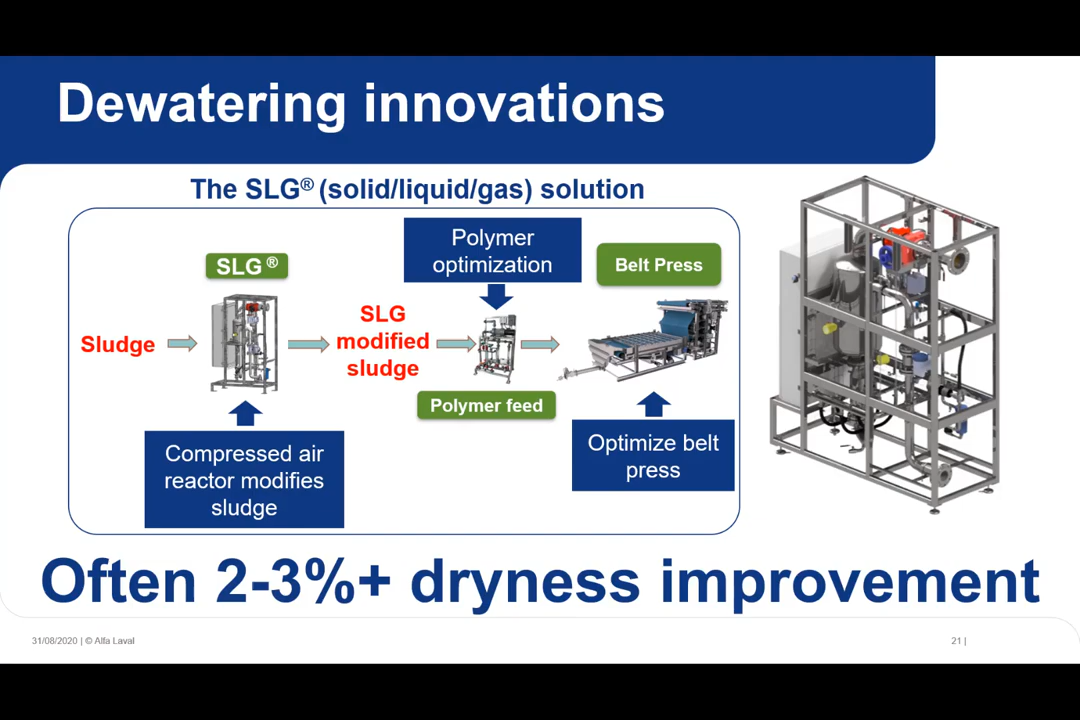 Dewatering innovations
The SLG® (solid/liquid/gas) solution
Polymer
optimization
SLG®
Belt Press
Sludge
SLG
modified
sludge
Polymer feed
Compressed air
reactor modifies
sludge
Optimize belt
press
Often 2-3%+ dryness improvement
31/08/2020 | © Alfa Laval
21 |